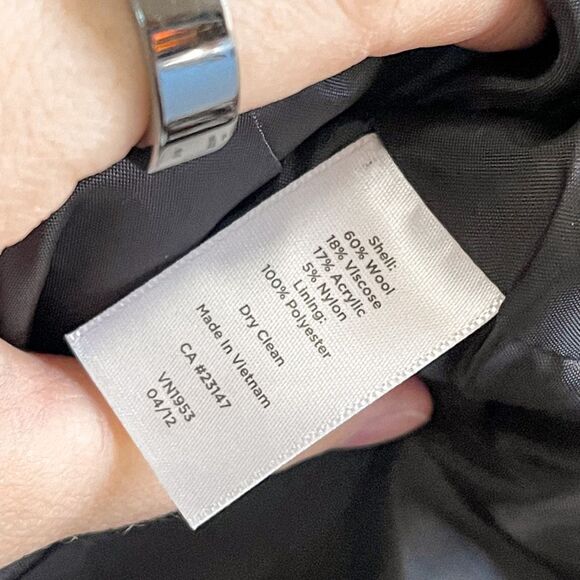 Shell:
60% Wool
18% Viscose
17% Acrylic
5% Nylon
Lining:
100% Polyester
Dry Clean
Made In Vietnam
CA #23147
VN1953
04/12